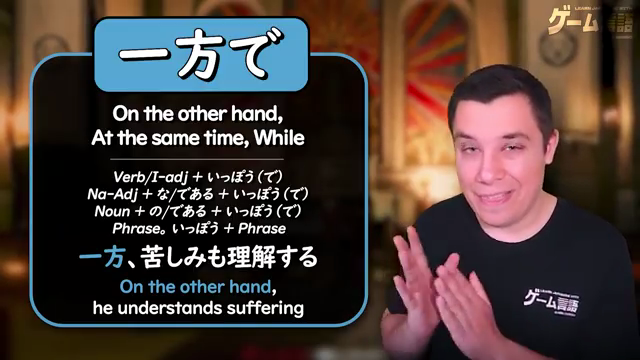 一方で
On the other hand,
At the same time, While
Verb/I-adj + いっぽう（で）
Na-Adj + な/である + いっぽう（で）
Noun + の/である + いっぽう（で）
Phrase。いっぽう + Phrase
一方、苦しみも理解する
On the other hand,
he understands suffering
LEARN JAPANESE WITH
ゲーム言語
ゲーム言語